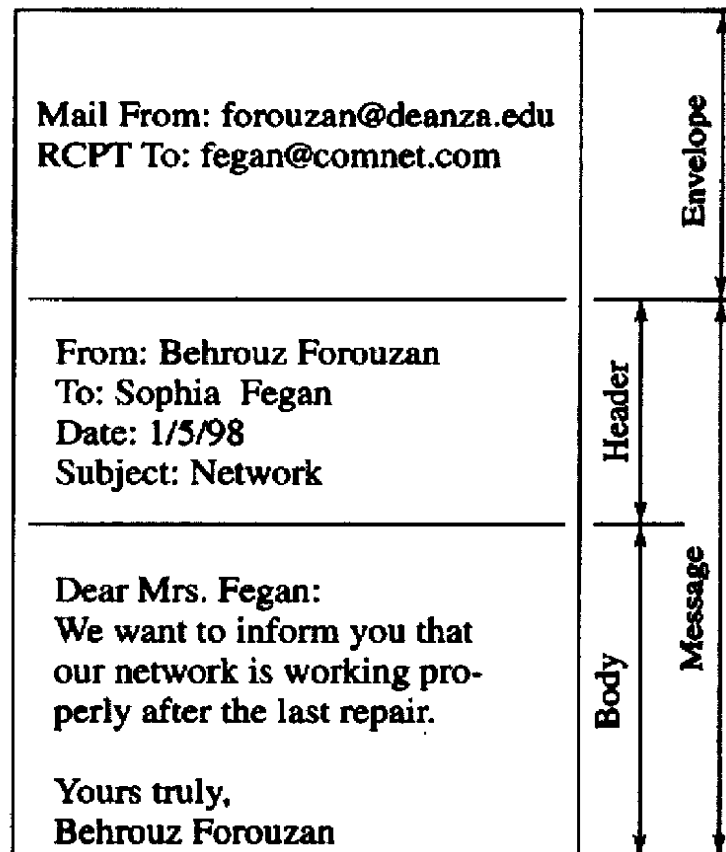 Mail From: forouzan@deanza.edu
RCPT To: fegan@comnet.com
Envelope
From: Behrouz Forouzan
To: Sophia Fegan
Date: 1/5/98
Subject: Network
Header
Dear Mrs. Fegan:
We want to inform you that
our network is working pro-
perly after the last repair.
Yours truly,
Behrouz Forouzan
Body
Message